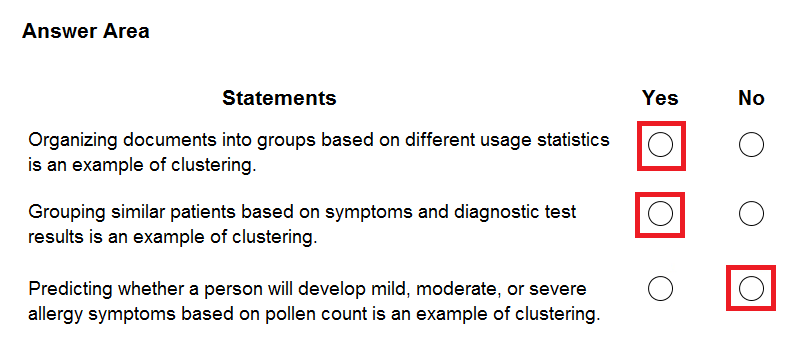 Answer Area
Statements Yes No
Organizing documents into groups based on different usage statistics
is an example of clustering.
Grouping similar patients based on symptoms and diagnostic test
results is an example of clustering.
Predicting whether a person will develop mild, moderate, or severe
allergy symptoms based on pollen count is an example of clustering.